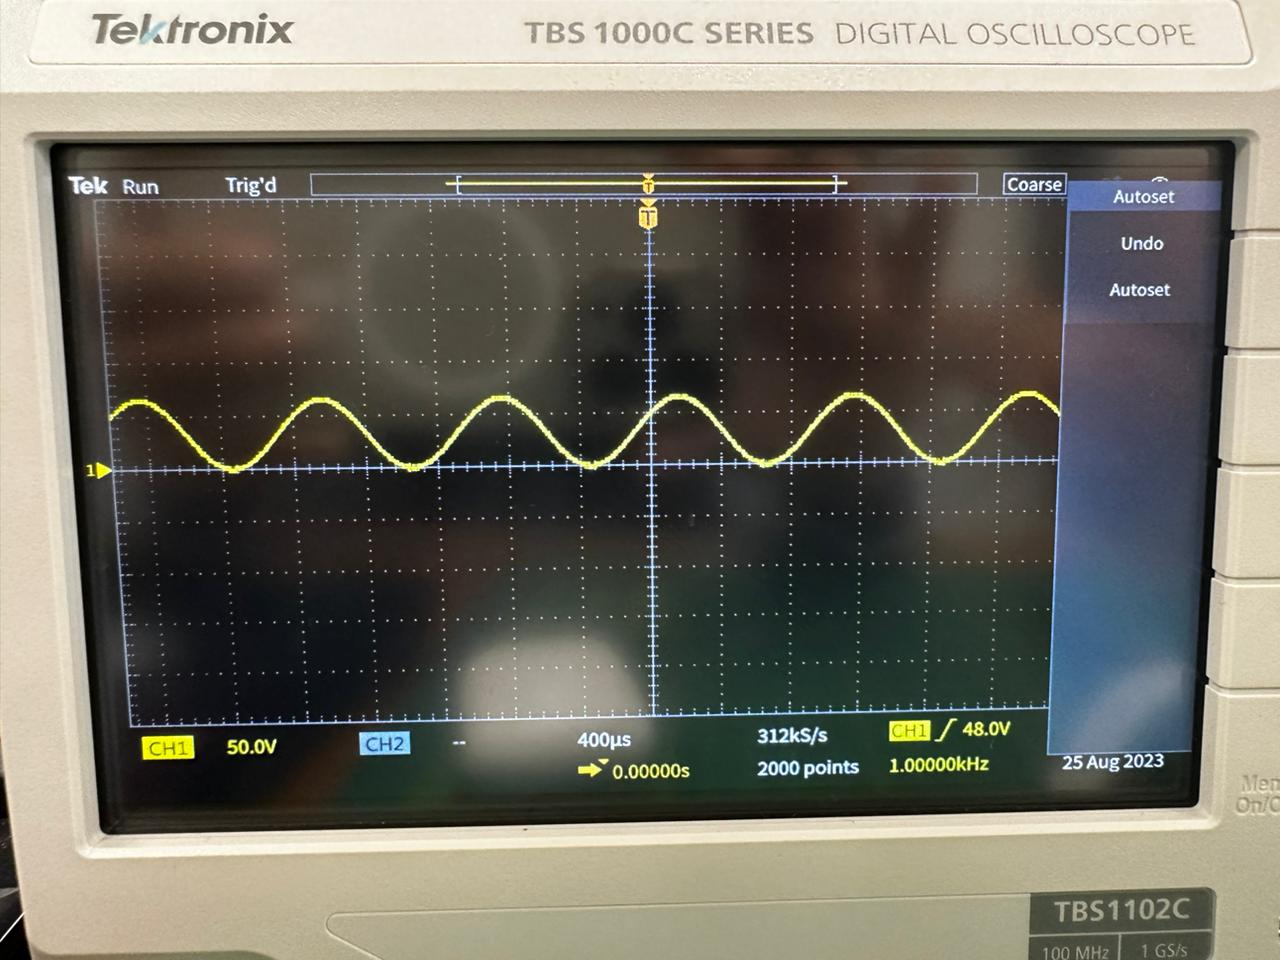 Tektronix
TBS 1000C SERIES DIGITAL OSCILLOSCOPE
Tek Run Trig'd Coarse
T
T
Autoset
Undo
Autoset
1
CH1 50.0V CH2 -- 400µs 312kS/s CH1 48.0V
0.00000s 2000 points 1.00000kHz
25 Aug 2023
TBS1102C
100 MHz 1 GS/s